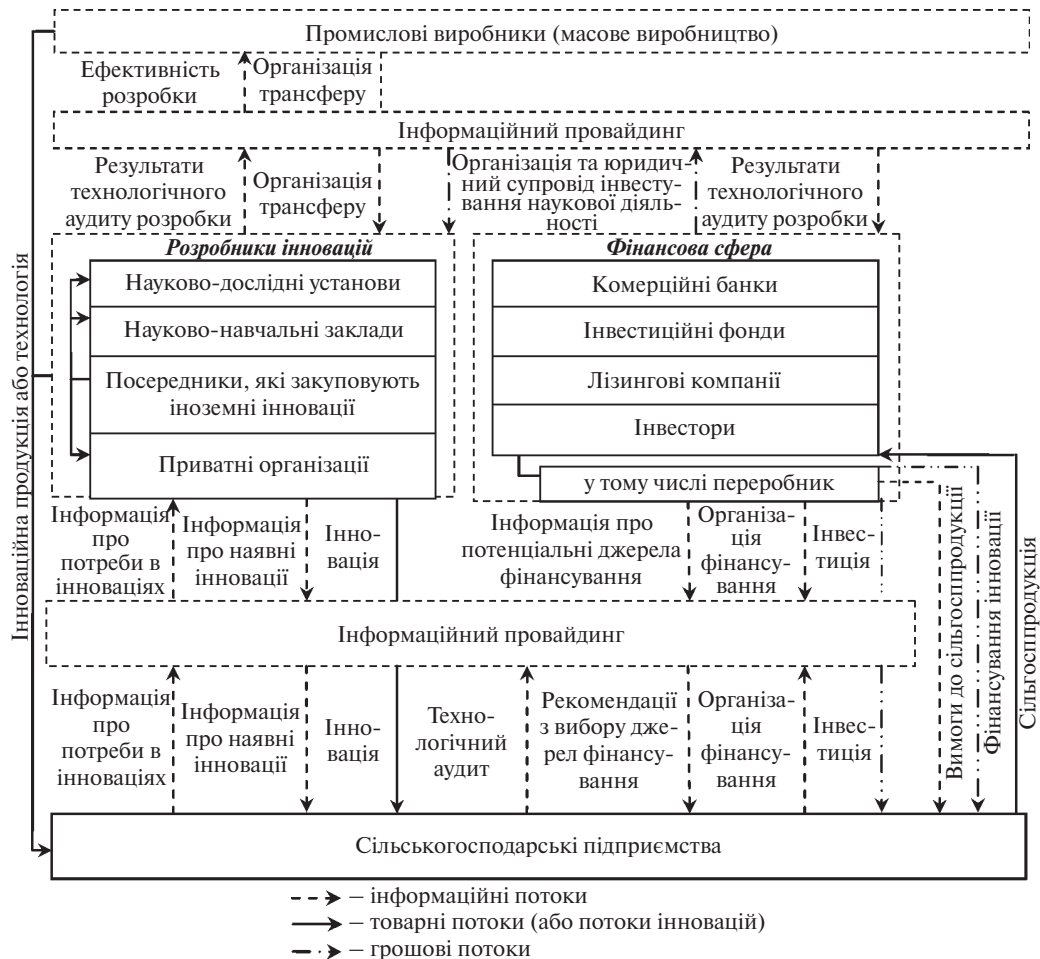 Промислові виробники (масове виробництво)
Ефективність
розробки
Організація
трансферу
Інформаційний провайдинг
Результати
технологічного
аудиту розробки
Організація
трансферу
Організація та юридич-
ний супровід інвесту-
вання наукової діяль-
ності
Результати
технологічного
аудиту розробки
Інноваційна продукція або технологія
Розробники інновацій
Науково-дослідні установи
Науково-навчальні заклади
Посередники, які закуповують
іноземні інновації
Приватні організації
Фінансова сфера
Комерційні банки
Інвестиційні фонди
Лізингові компанії
Інвестори
у тому числі переробник
Інформація
про
потреби в
інноваціях
Інформація
про наявні
інновації
Інно-
вація
Інформація про
потенціальні джерела
фінансування
Організа-
ція
фінансу-
вання
Інвес-
тиція
Вимоги до сільгосппродукції
Фінансування інновації
Сільгосппродукція
Інформаційний провайдинг
Інформація
про
потреби в
інноваціях
Інформація
про наявні
інновації
Інно-
вація
Техно-
логічний
аудит
Рекомендації
з вибору дже-
рел фінансу-
вання
Організа-
ція
фінансу-
вання
Інвес-
тиція
Сільськогосподарські підприємства
– інформаційні потоки
– товарні потоки (або потоки інновацій)
– грошові потоки